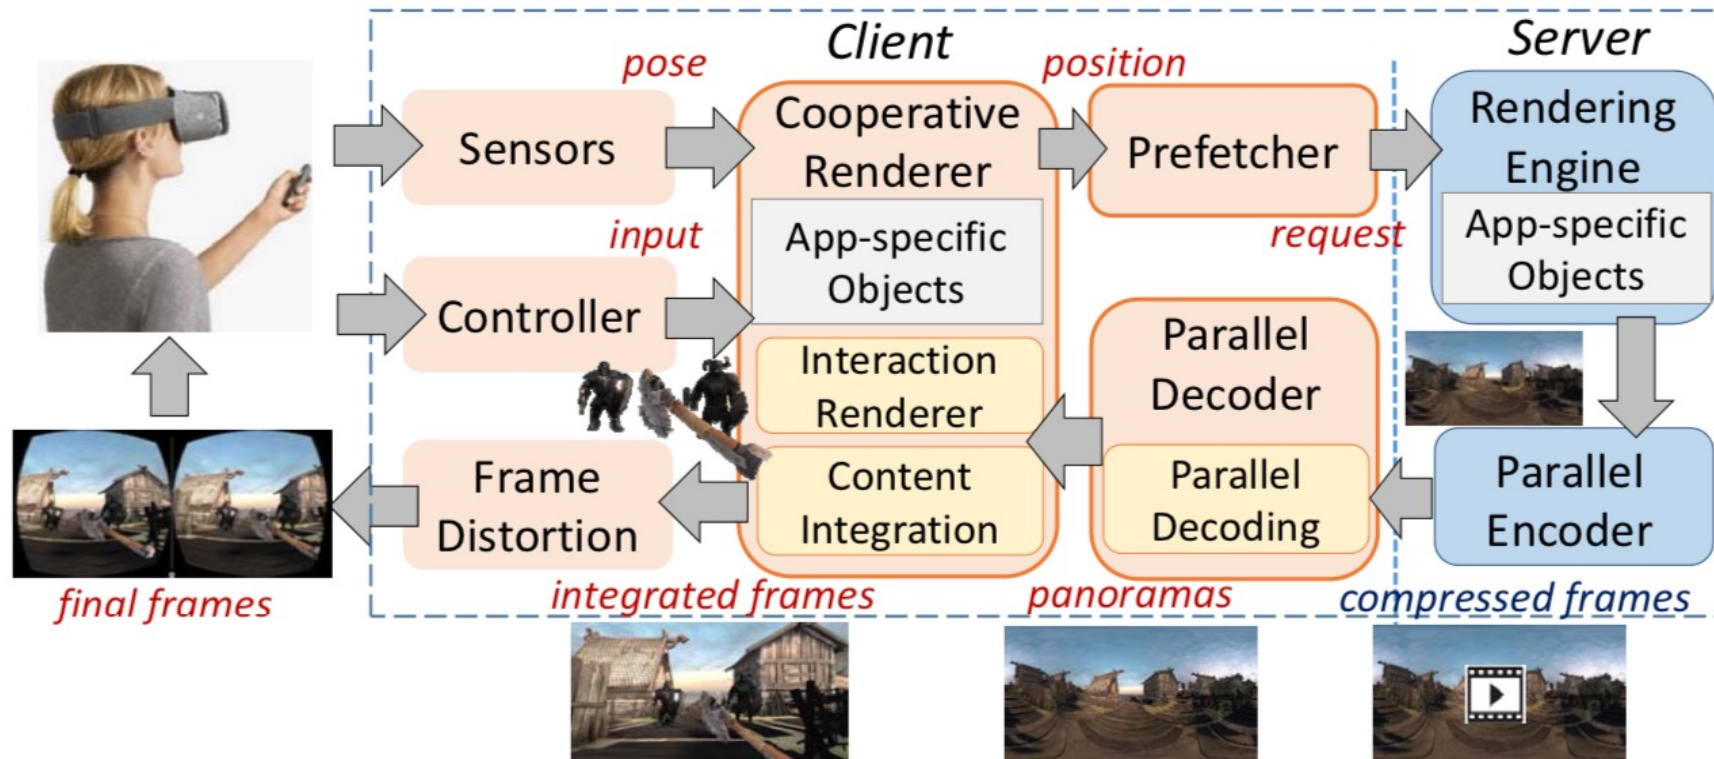 Client
Server
pose
position
Sensors
Cooperative
Renderer
Prefetcher
Rendering
Engine
input
request
App-specific
Objects
App-specific
Objects
Controller
Interaction
Renderer
Parallel
Decoder
Frame
Distortion
Content
Integration
Parallel
Decoding
Parallel
Encoder
final frames
integrated frames
panoramas
compressed frames